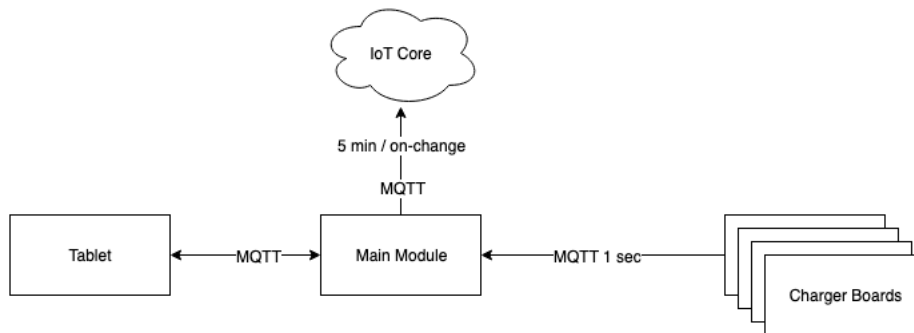 IoT Core
5 min / on-change
MQTT
Tablet
MQTT
Main Module
MQTT 1 sec
Charger Boards